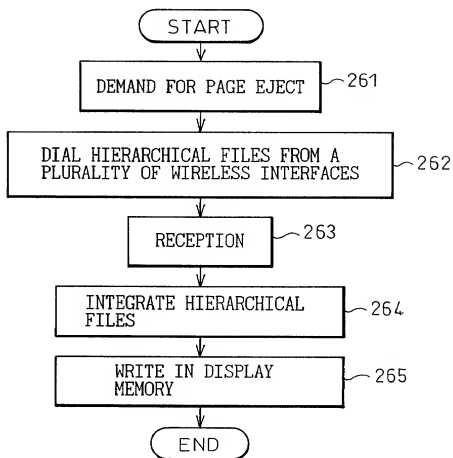 START
DEMAND FOR PAGE EJECT
261
DIAL HIERARCHICAL FILES FROM A
PLURALITY OF WIRELESS INTERFACES
262
RECEPTION
263
INTEGRATE HIERARCHICAL
FILES
264
WRITE IN DISPLAY
MEMORY
265
END